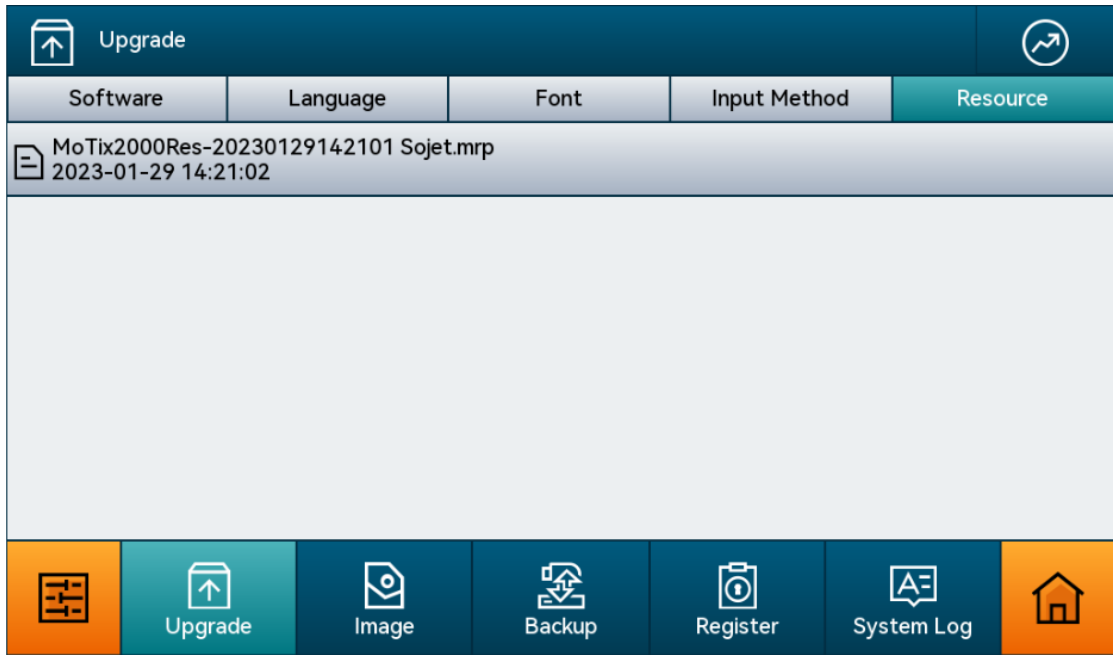 Upgrade
Software
Language
Font
Input Method
Resource
MoTix2000Res-20230129142101 Sojet.mrp
2023-01-29 14:21:02
Upgrade
Image
Backup
Register
System Log